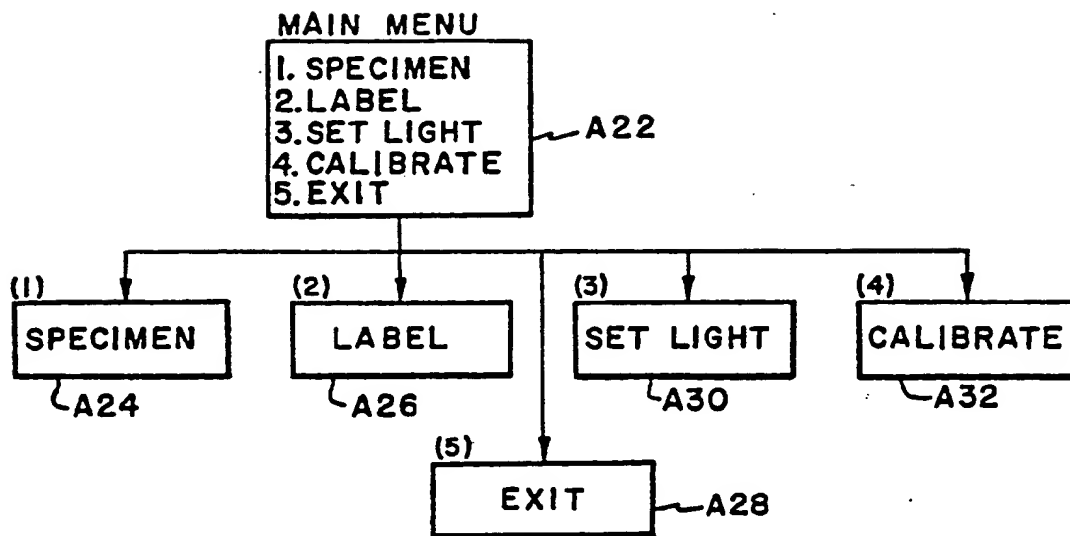 MAIN MENU
1. SPECIMEN
2. LABEL
3. SET LIGHT
4. CALIBRATE
5. EXIT
A22
(1)
SPECIMEN
A24
(2)
LABEL
A26
(3)
SET LIGHT
A30
(4)
CALIBRATE
A32
(5)
EXIT
A28